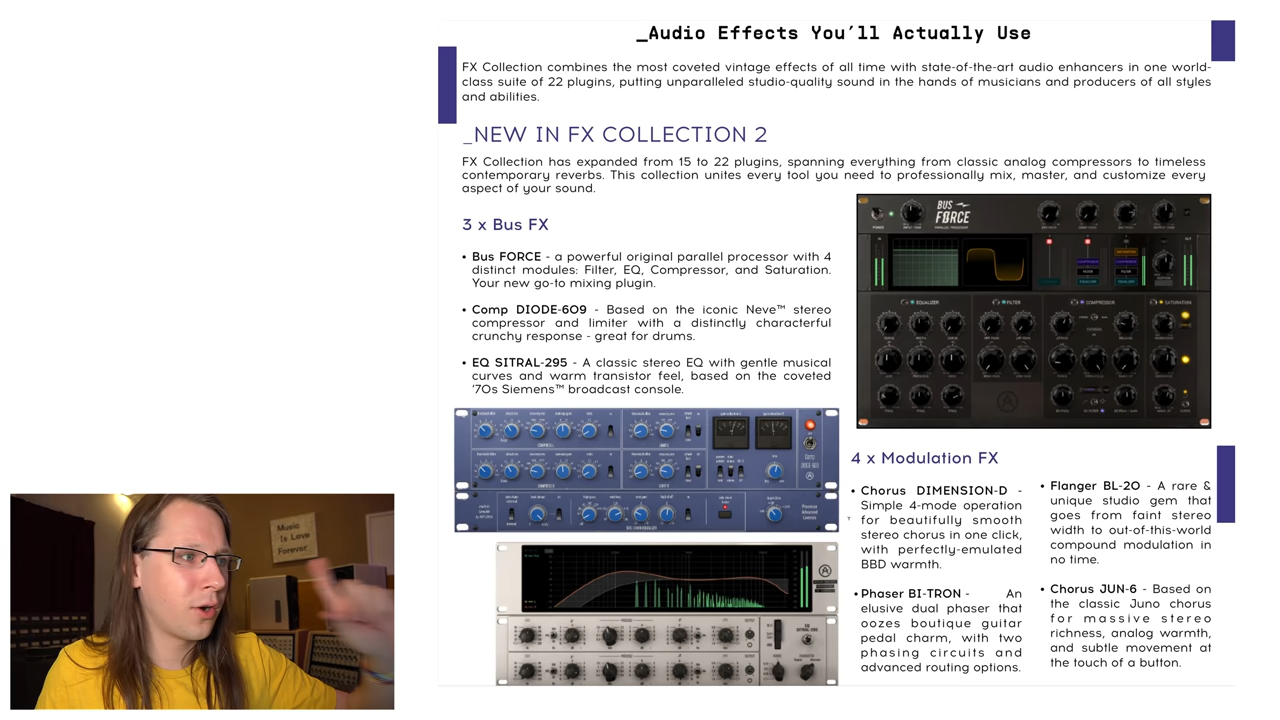 _Audio Effects You'll Actually Use
FX Collection combines the most coveted vintage effects of all time with state-of-the-art audio enhancers in one world-
class suite of 22 plugins, putting unparalleled studio-quality sound in the hands of musicians and producers of all styles
and abilities.
_NEW IN FX COLLECTION 2
FX Collection has expanded from 15 to 22 plugins, spanning everything from classic analog compressors to timeless
contemporary reverbs. This collection unites every tool you need to professionally mix, master, and customize every
aspect of your sound.
3 x Bus FX
• Bus FORCE - a powerful original parallel processor with 4
distinct modules: Filter, EQ, Compressor, and Saturation.
Your new go-to mixing plugin.
• Comp DIODE-609 - Based on the iconic Neve™ stereo
compressor and limiter with a distinctly characterful
crunchy response - great for drums.
• EQ SITRAL-295 - A classic stereo EQ with gentle musical
curves and warm transistor feel, based on the coveted
'70s Siemens™ broadcast console.
BUS
FORCE
EQUALIZER
FILTER
COMPRESSOR
SATURATION
4 x Modulation FX
• Chorus DIMENSION-D -
Simple 4-mode operation
for beautifully smooth
stereo chorus in one click,
with perfectly-emulated
BBD warmth.
• Phaser BI-TRON - An
elusive dual phaser that
oozes boutique guitar
pedal charm, with two
phasing circuits and
advanced routing options.
• Flanger BL-20 - A rare &
unique studio gem that
goes from faint stereo
width to out-of-this-world
compound modulation in
no time.
• Chorus JUN-6 - Based on
the classic Juno chorus
for massive stereo
richness, analog warmth,
and subtle movement at
the touch of a button.
Music
Is Love
Forever